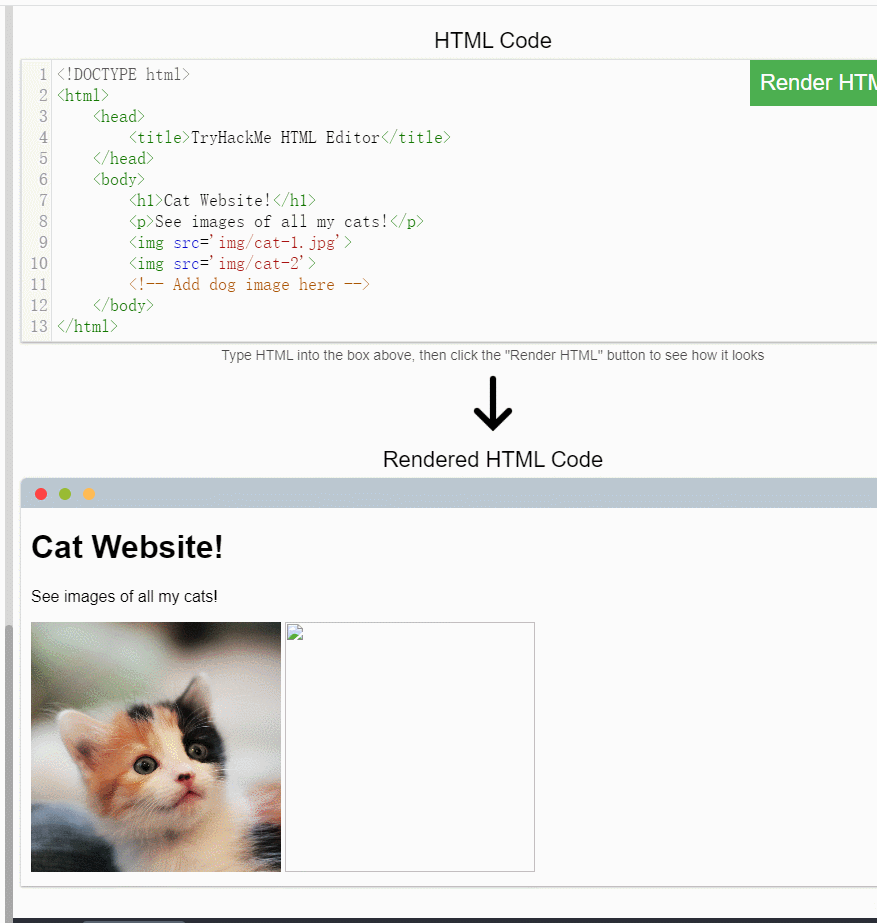 HTML Code
Render HTM
1 <!DOCTYPE html>
2 <html>
3     <head>
4         <title>TryHackMe HTML Editor</title>
5     </head>
6     <body>
7         <h1>Cat Website!</h1>
8         <p>See images of all my cats!</p>
9         <img src='img/cat-1.jpg'>
10         <img src='img/cat-2'>
11         <!-- Add dog image here -->
12     </body>
13 </html>
Type HTML into the box above, then click the "Render HTML" button to see how it looks
Rendered HTML Code
Cat Website!
See images of all my cats!